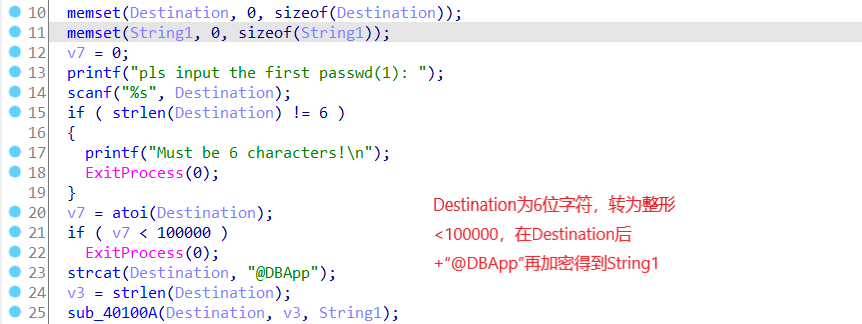 10 memset(Destination, 0, sizeof(Destination));
11 memset(String1, 0, sizeof(String1));
12 v7 = 0;
13 printf("pls input the first passwd(1): ");
14 scanf("%s", Destination);
15 if ( strlen(Destination) != 6 )
16 {
17 printf("Must be 6 characters!\n");
18 ExitProcess(0);
19 }
20 v7 = atoi(Destination);
21 if ( v7 < 100000 )
22 ExitProcess(0);
23 strcat(Destination, "@DBApp");
24 v3 = strlen(Destination);
25 sub_40100A(Destination, v3, String1);
Destination为6位字符，转为整形
<100000，在Destination后
+“@DBApp”再加密得到String1